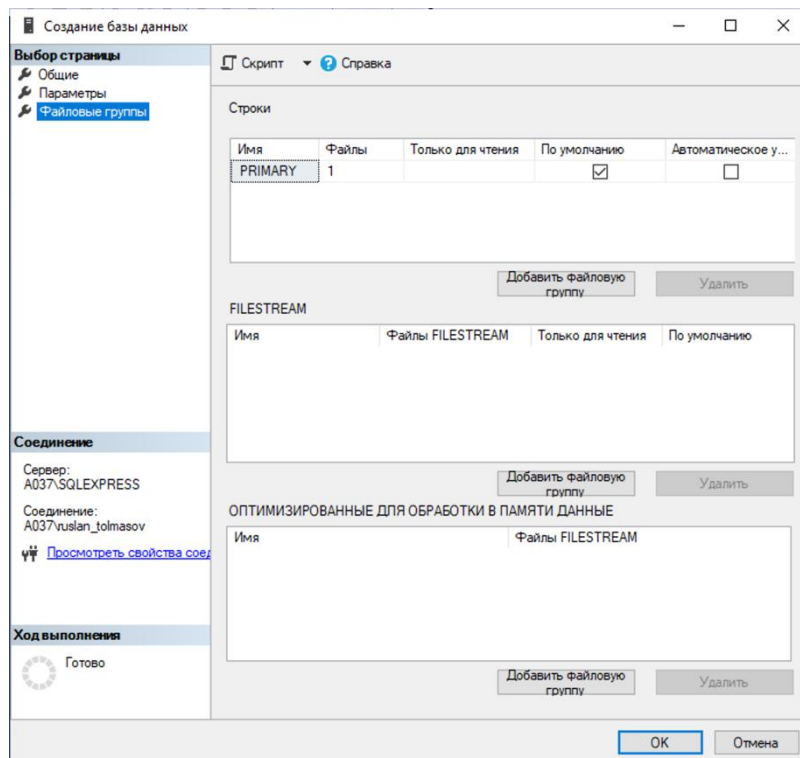 Создание базы данных
Выбор страницы
Общие
Параметры
Файловые группы
Скрипт
Справка
Строки
Имя Файлы Только для чтения По умолчанию Автоматическое у...
PRIMARY 1
Добавить файловую
группу
Удалить
FILESTREAM
Имя Файлы FILESTREAM Только для чтения По умолчанию
Добавить файловую
группу
Удалить
ОПТИМИЗИРОВАННЫЕ ДЛЯ ОБРАБОТКИ В ПАМЯТИ ДАННЫЕ
Имя Файлы FILESTREAM
Добавить файловую
группу
Удалить
Соединение
Сервер:
A037\SQLEXPRESS
Соединение:
A037\ruslan_tolmasov
Просмотреть свойства соед
Ход выполнения
Готово
OK
Отмена